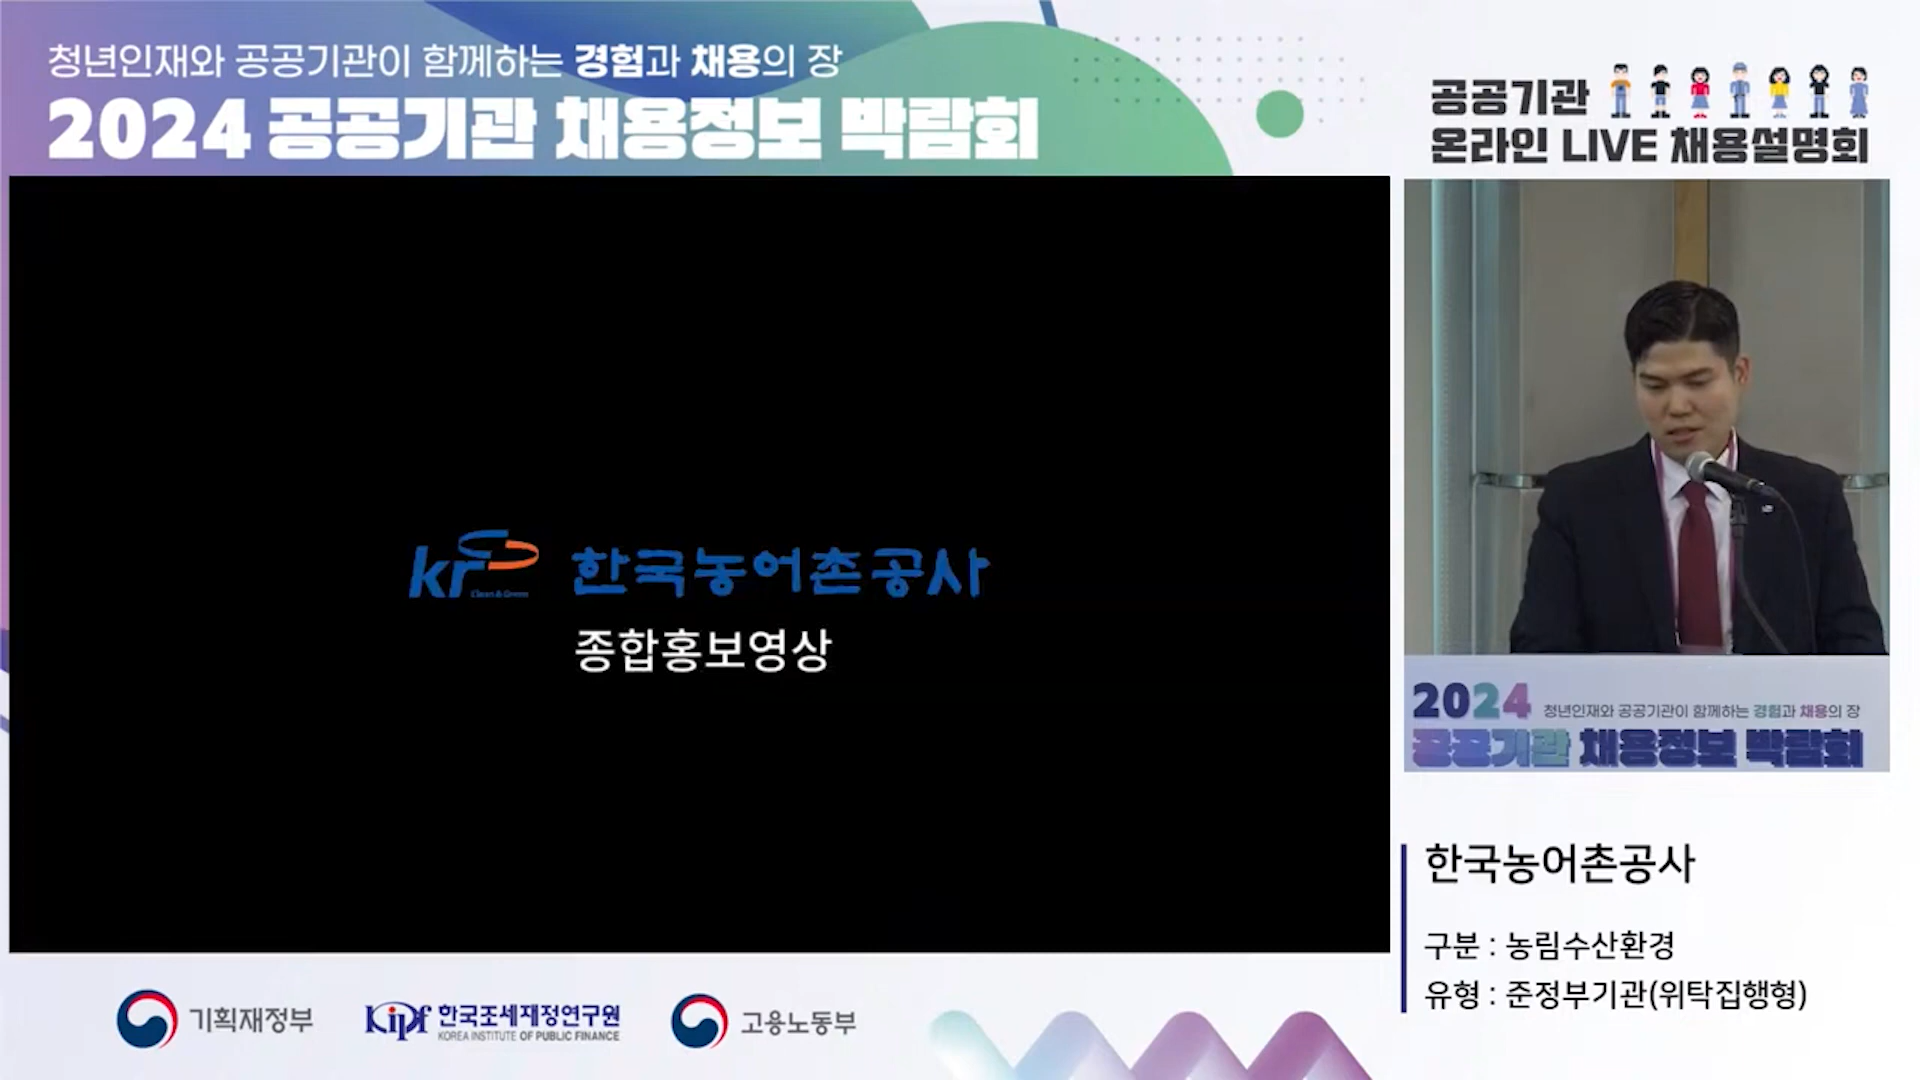 청년인재와 공공기관이 함께하는 경험과 채용의 장
2024 공공기관 채용정보 박람회
공공기관
온라인 LIVE 채용설명회
kr
Clean & Green
한국농어촌공사
종합홍보영상
2024 청년인재와 공공기관이 함께하는 경험과 채용의 장
공공기관 채용정보 박람회
한국농어촌공사
구분 : 농림수산환경
유형 : 준정부기관(위탁집행형)
기획재정부
Kipf 한국조세재정연구원
KOREA INSTITUTE OF PUBLIC FINANCE
고용노동부